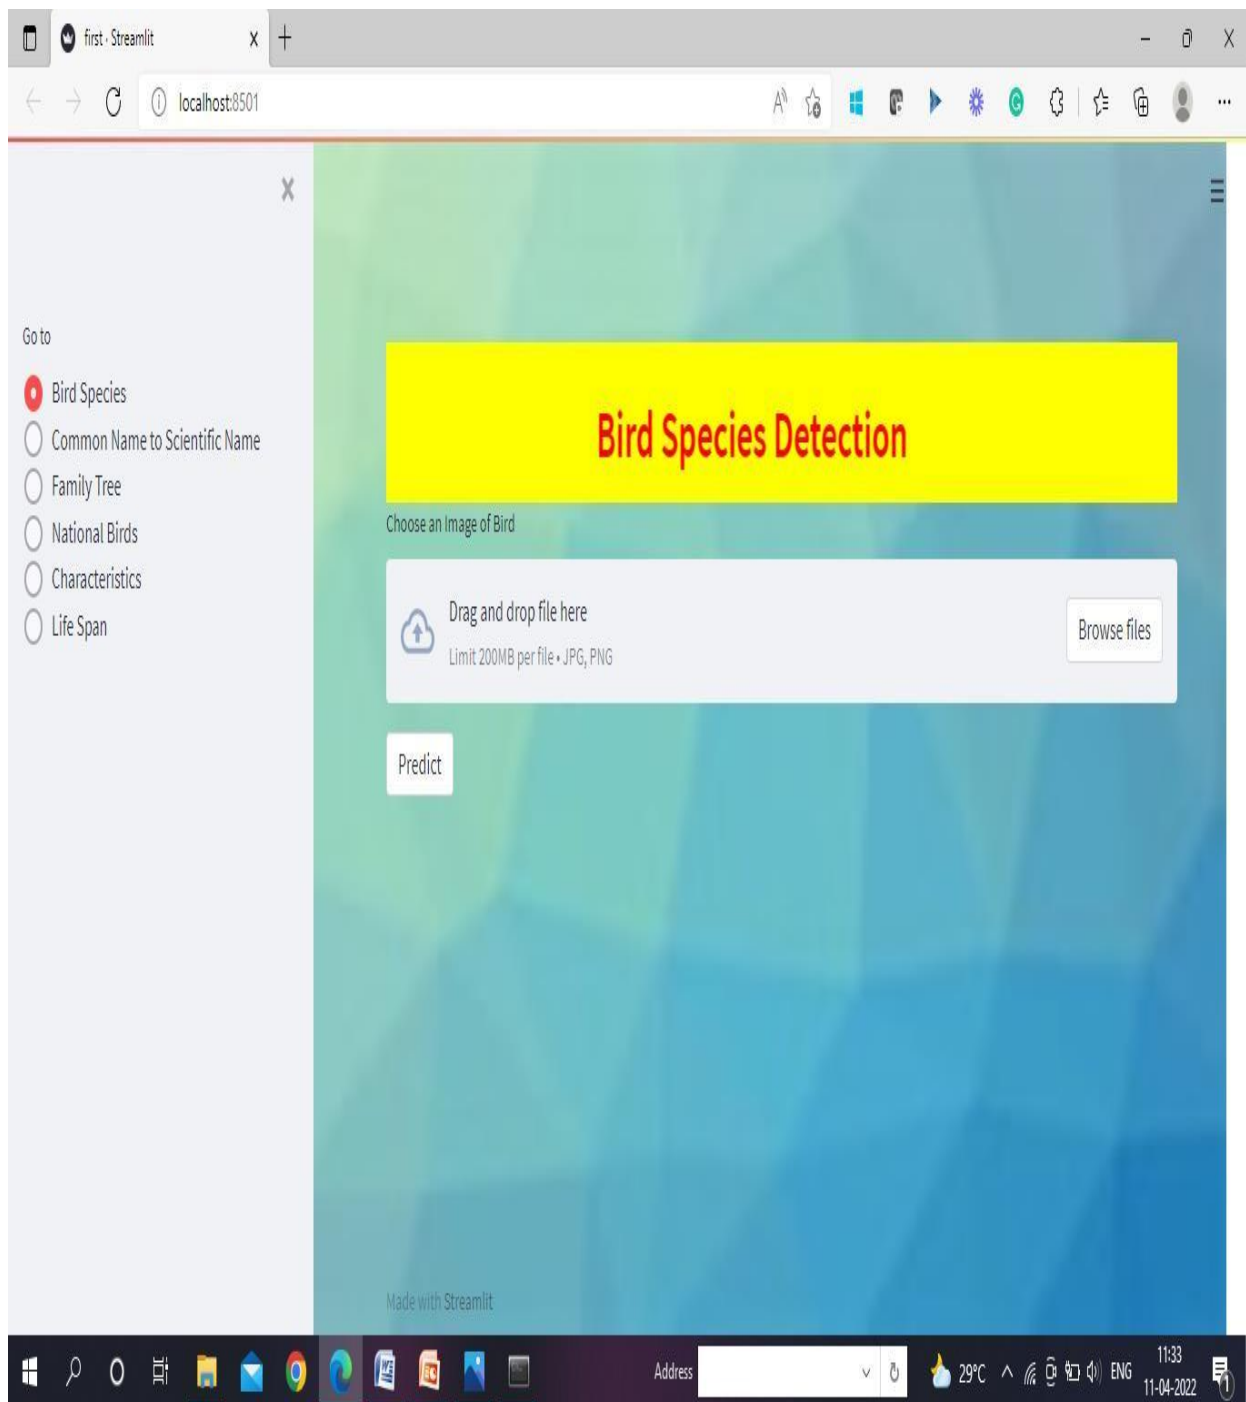 first · Streamlit
localhost:8501
Go to
Bird Species
Common Name to Scientific Name
Family Tree
National Birds
Characteristics
Life Span
Bird Species Detection
Choose an Image of Bird
Drag and drop file here
Limit 200MB per file • JPG, PNG
Browse files
Predict
Made with Streamlit
Address
29°C
ENG
11:33
11-04-2022
1